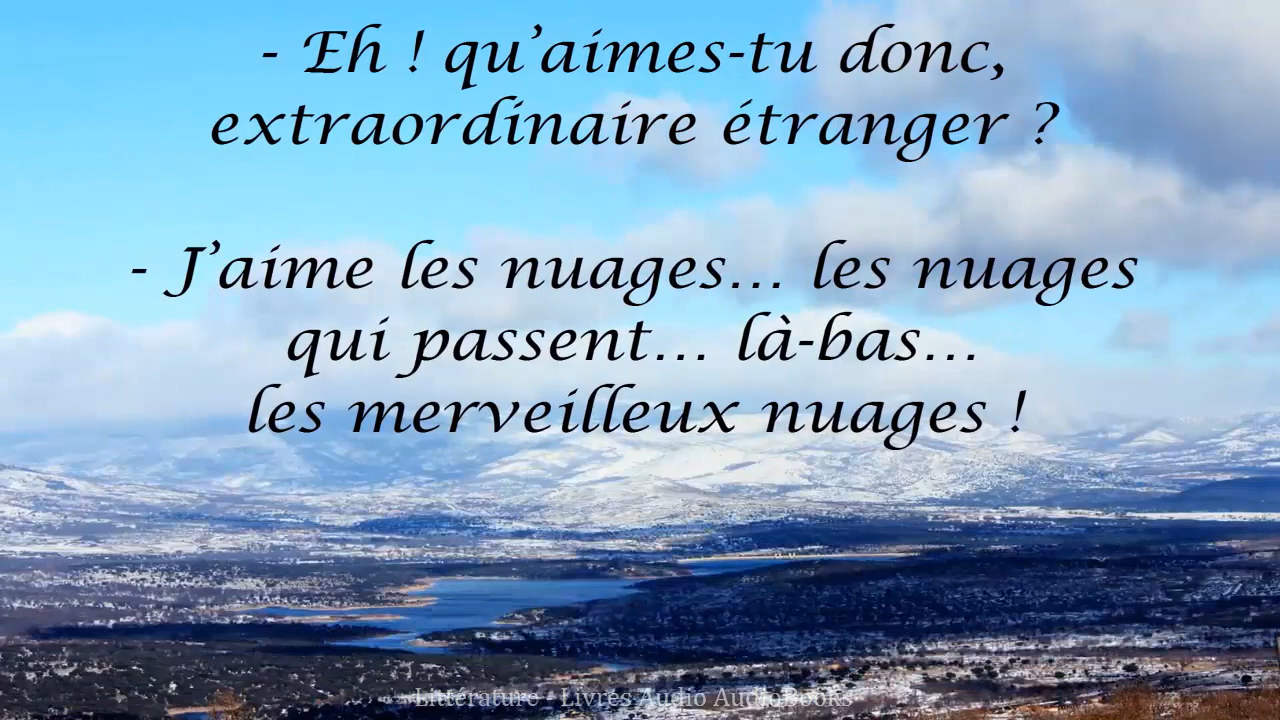 - Eh ! qu’aimes-tu donc,
extraordinaire étranger ?
- J’aime les nuages… les nuages
qui passent… là-bas…
les merveilleux nuages !
Littérature - Livres Audio AudioBooks